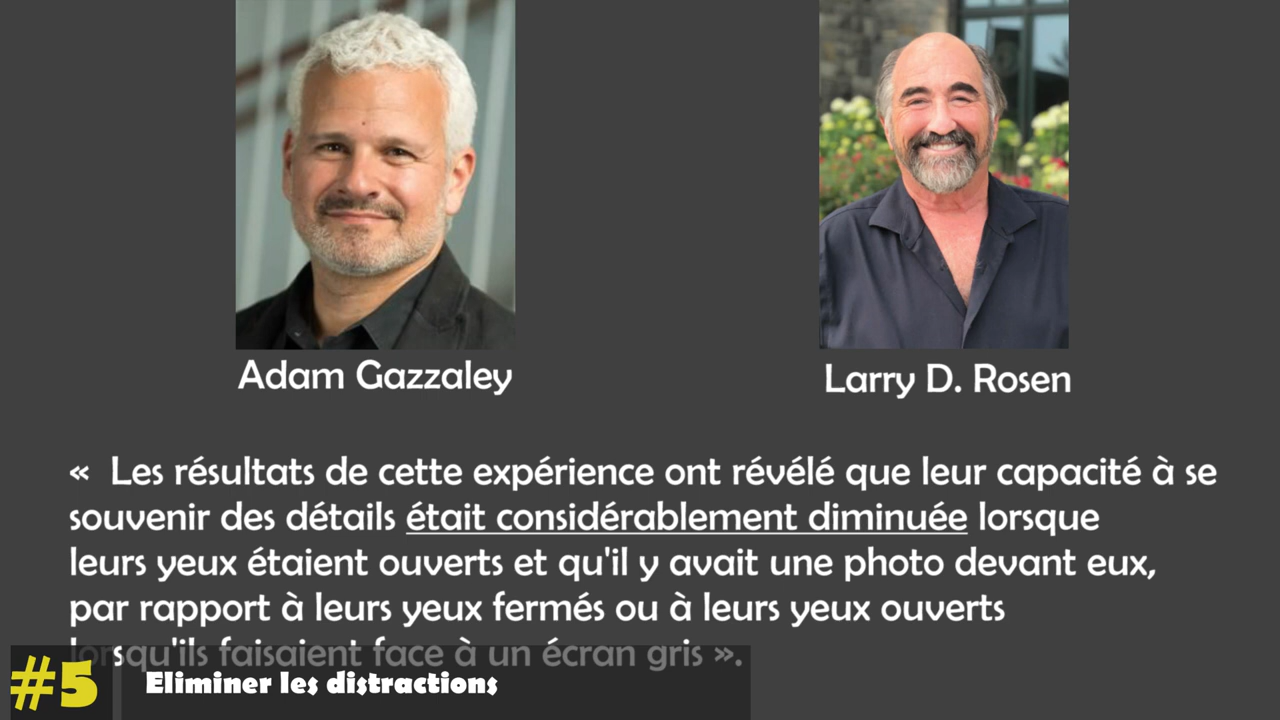 Adam Gazzaley
Larry D. Rosen
«  Les résultats de cette expérience ont révélé que leur capacité à se
souvenir des détails était considérablement diminuée lorsque
leurs yeux étaient ouverts et qu'il y avait une photo devant eux,
par rapport à leurs yeux fermés ou à leurs yeux ouverts
lorsqu'ils faisaient face à un écran gris ».
#5
Eliminer les distractions